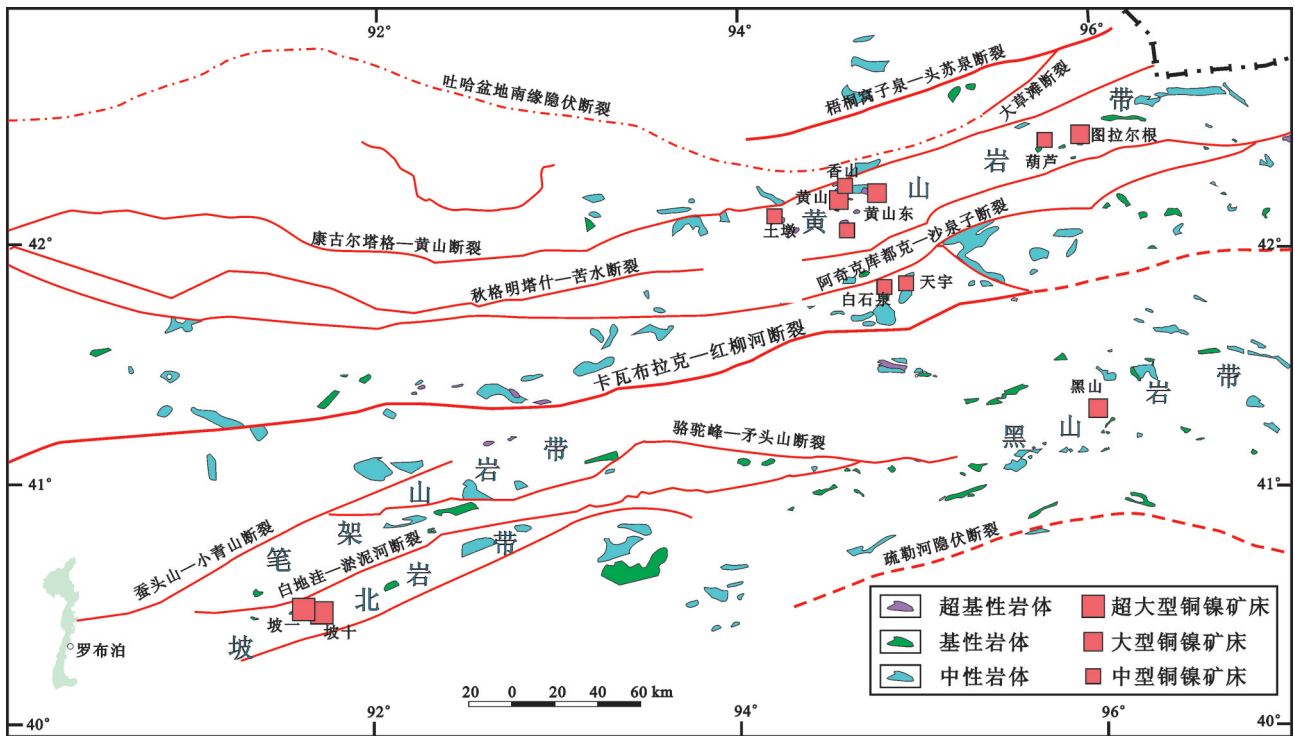 92°
94°
96°
吐哈盆地南缘隐伏断裂
梧桐窝子泉—头苏泉断裂
大草滩断裂
黄山岩带
图拉尔根
葫芦
香山
黄山
黄山东
土墩
康古尔塔格—黄山断裂
42°
42°
秋格明塔什—苦水断裂
阿奇克库都克—沙泉子断裂
天宇
白石泉
卡瓦布拉克—红柳河断裂
黑山
黑山岩带
骆驼峰—矛头山断裂
笔架山岩带
41°
41°
蚕头山—小青山断裂
白地洼—淤泥河断裂
坡北岩带
疏勒河隐伏断裂
坡一
坡十
罗布泊
超基性岩体
超大型铜镍矿床
基性岩体
大型铜镍矿床
中性岩体
中型铜镍矿床
20 0 20 40 60 km
40°
40°
92°
94°
96°